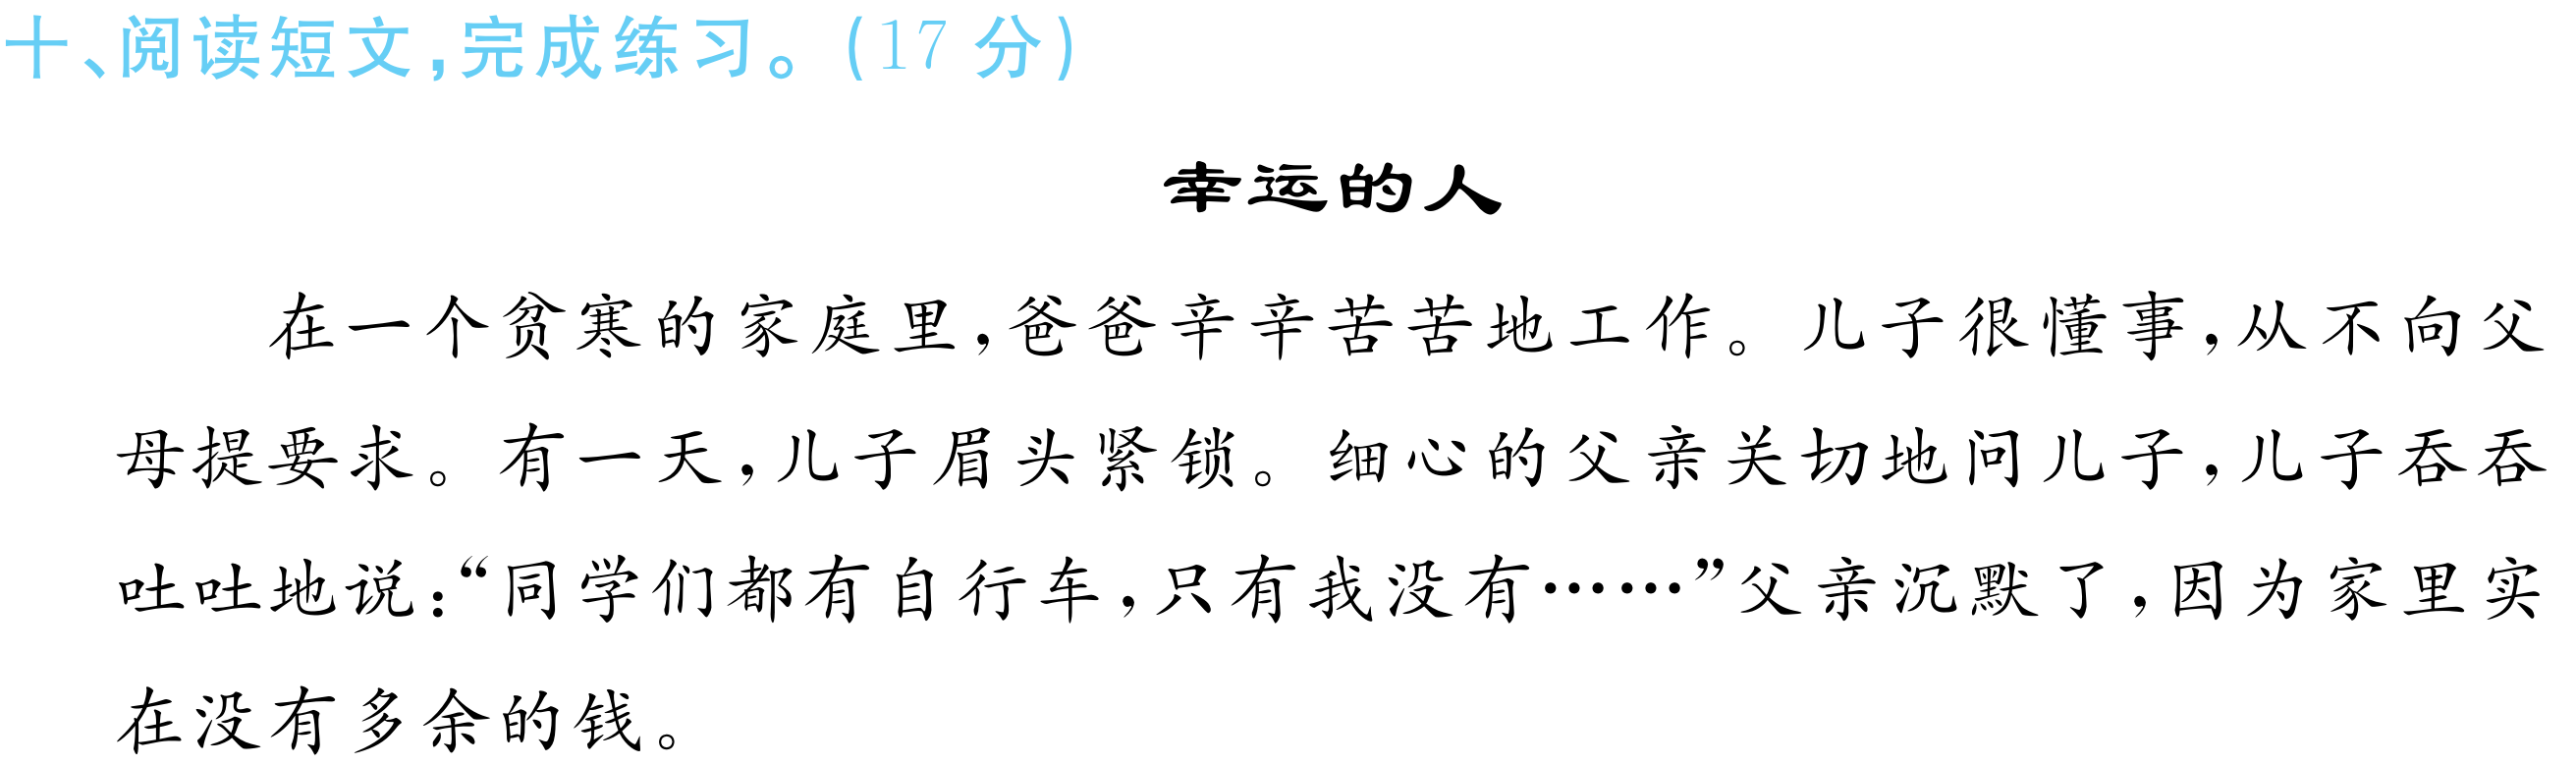 十、阅读短文,完成练习。(17 分)
幸运的人
在一个贫寒的家庭里,爸爸辛辛苦苦地工作。儿子很懂事,从不向父
母提要求。有一天,儿子眉头紧锁。细心的父亲关切地问儿子,儿子吞吞
吐吐地说:“同学们都有自行车,只有我没有……”父亲沉默了,因为家里实
在没有多余的钱。